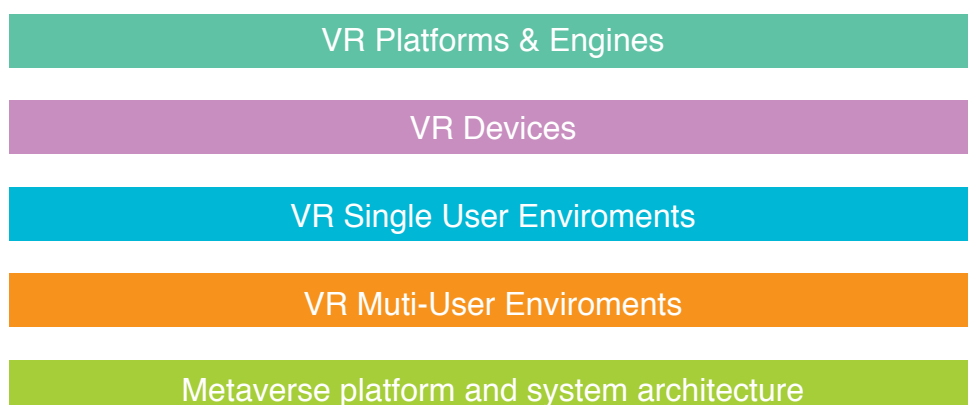 VR Platforms & Engines
VR Devices
VR Single User Enviroments
VR Muti-User Enviroments
Metaverse platform and system architecture